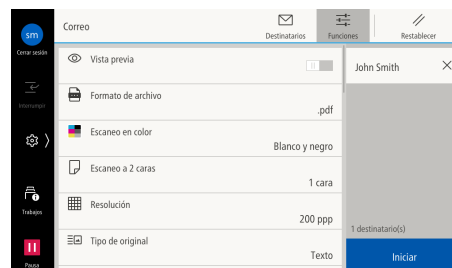 Correo
Destinatarios
Funciones
Restablecer
sm
Cerrar sesión
Interrumpir
Trabajos
Pausa
Vista previa
Formato de archivo
.pdf
Escaneo en color
Blanco y negro
Escaneo a 2 caras
1 cara
Resolución
200 ppp
Tipo de original
Texto
John Smith
1 destinatario(s)
Iniciar